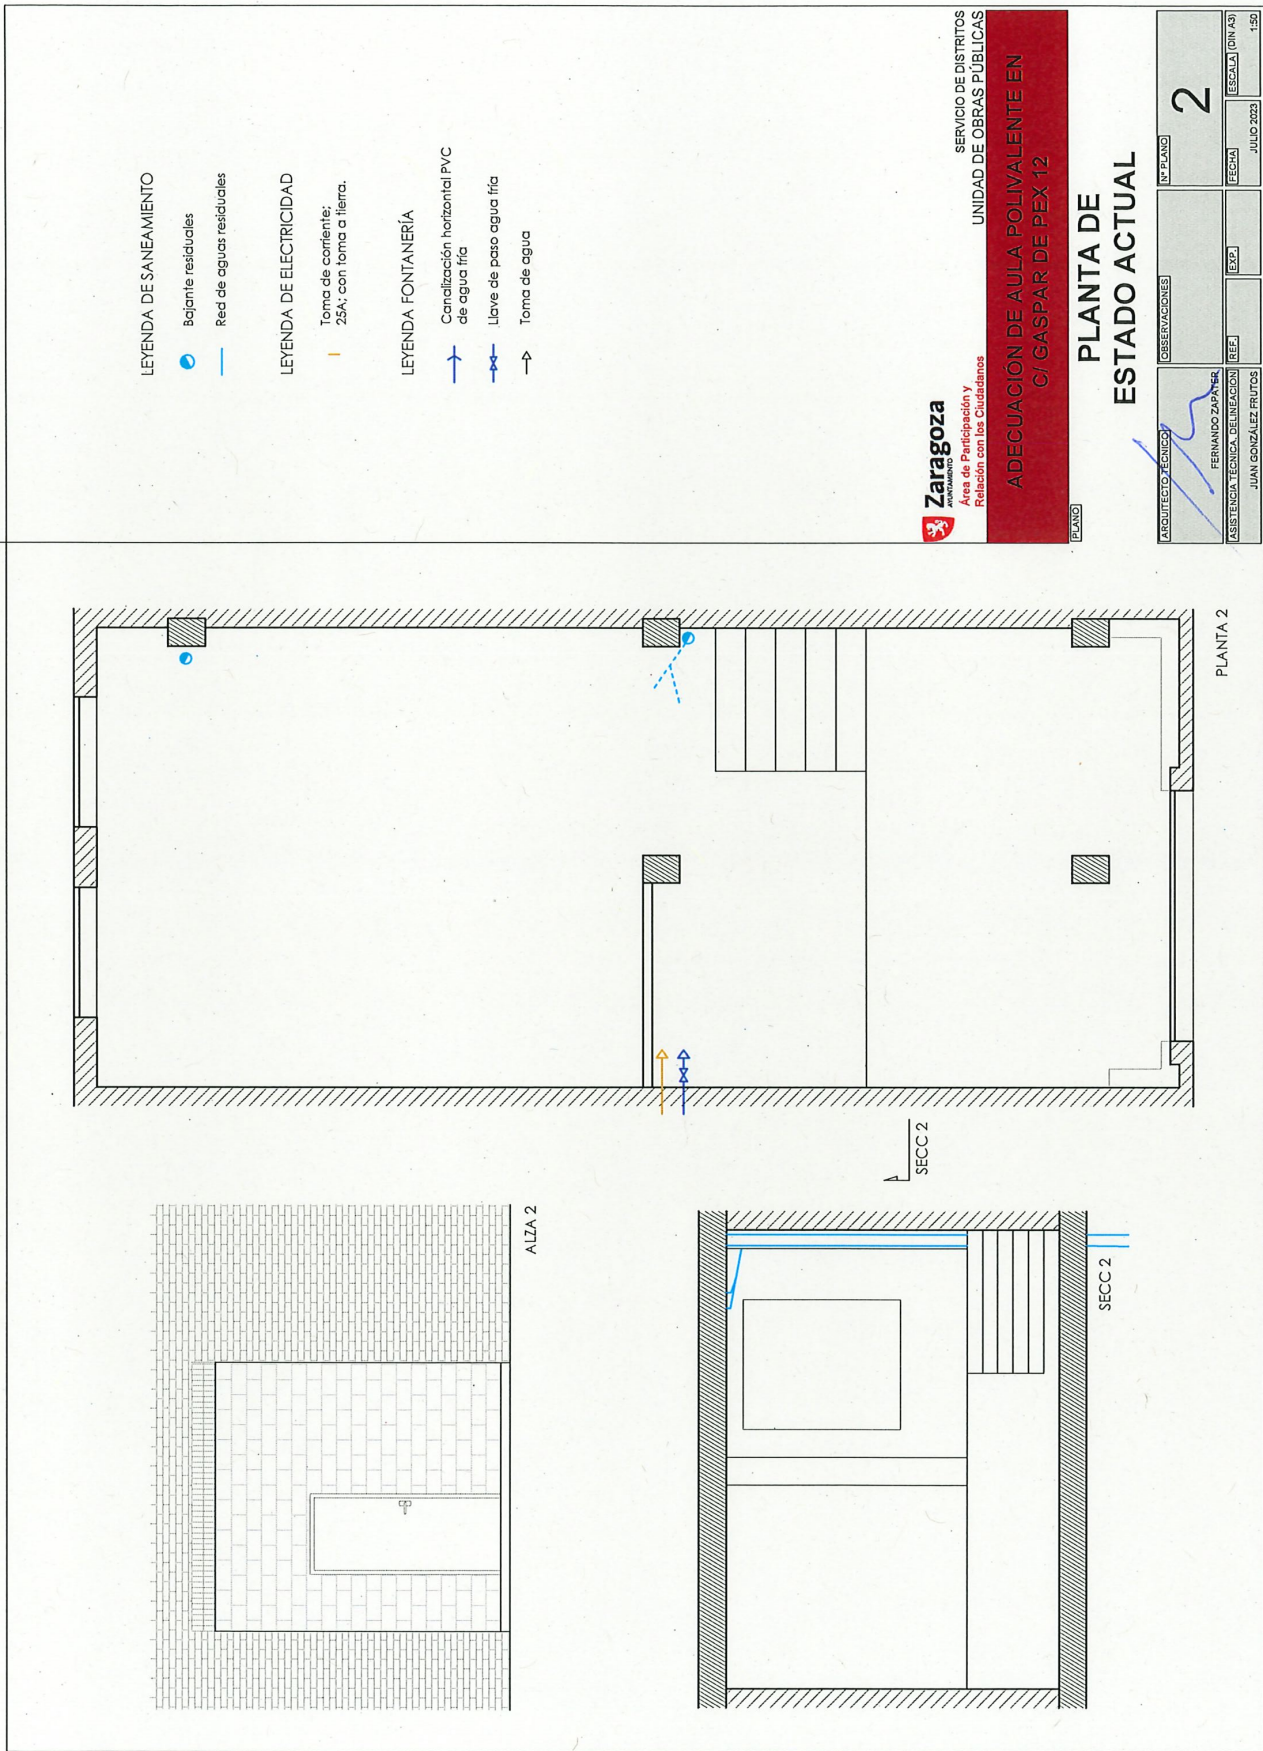 LEYENDA DE SANEAMIENTO
Bajante residuales
Red de aguas residuales
LEYENDA DE ELECTRICIDAD
Toma de corriente;
25A; con toma a tierra.
LEYENDA FONTANERÍA
Canalización horizontal PVC
de agua fría
Llave de paso agua fría
Toma de agua
ALZA 2
SECC 2
SECC 2
PLANTA 2
Zaragoza
AYUNTAMIENTO
Área de Participación y
Relación con los Ciudadanos
SERVICIO DE DISTRITOS
UNIDAD DE OBRAS PÚBLICAS
ADECUACIÓN DE AULA POLIVALENTE EN
C/ GASPAR DE PEX 12
PLANO
PLANTA DE
ESTADO ACTUAL
ARQUITECTO TÉCNICO
FERNANDO ZAPATER
OBSERVACIONES
Nº PLANO
2
ASISTENCIA TÉCNICA. DELINEACIÓN
JUAN GONZÁLEZ FRUTOS
REF.
EXP.
FECHA
JULIO 2023
ESCALA (DIN A3)
1:50